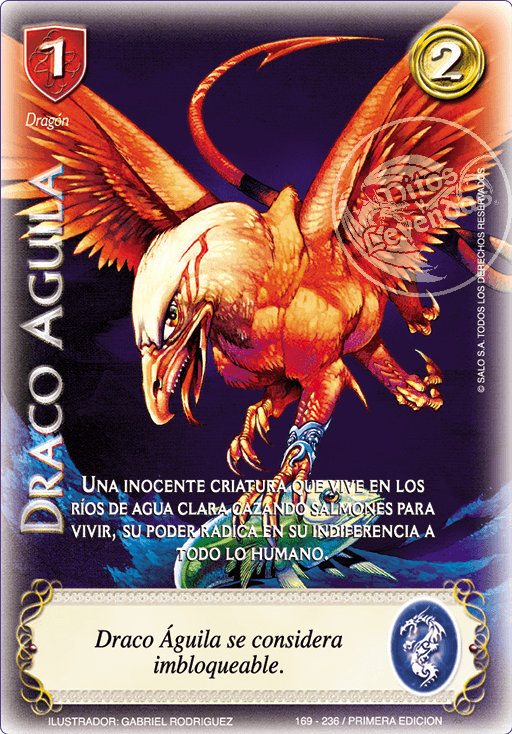 1
2
Dragón
DRACO AGUILA
Mitos
Leyendas
© SALO S.A. TODOS LOS DERECHOS RESERVADOS
UNA INOCENTE CRIATURA QUE VIVE EN LOS
RÍOS DE AGUA CLARA CAZANDO SALMONES PARA
VIVIR, SU PODER RADICA EN SU INDIFERENCIA A
TODO LO HUMANO.
Draco Águila se considera
imbloqueable.
ILUSTRADOR: GABRIEL RODRIGUEZ
169 - 236 / PRIMERA EDICION